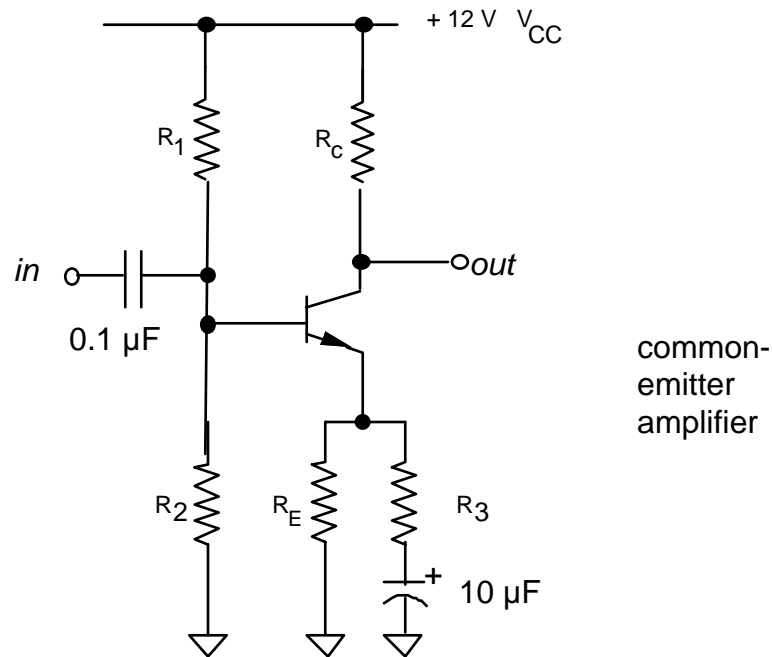 + 12 V V_CC
R_1
R_c
in
out
0.1 µF
common-
emitter
amplifier
R_2
R_E
R_3
+
10 µF